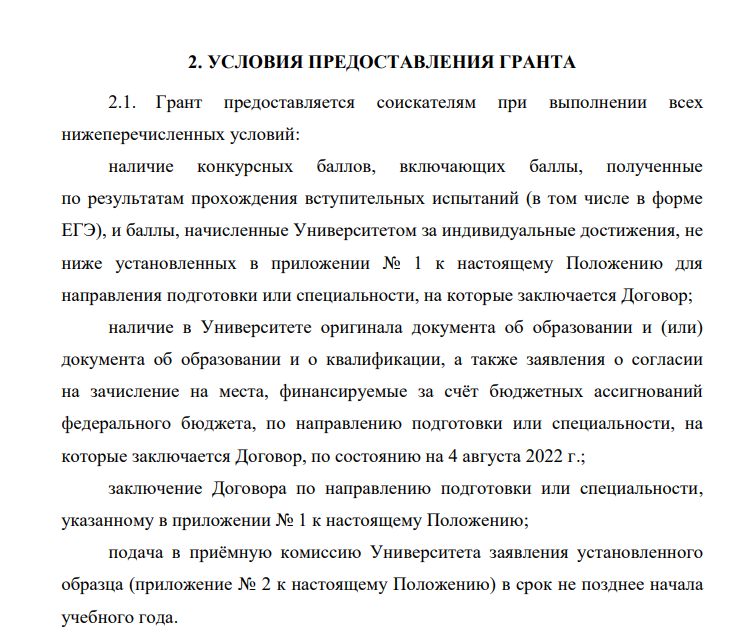 2. УСЛОВИЯ ПРЕДОСТАВЛЕНИЯ ГРАНТА
2.1. Грант предоставляется соискателям при выполнении всех
нижеперечисленных условий:
наличие конкурсных баллов, включающих баллы, полученные
по результатам прохождения вступительных испытаний (в том числе в форме
ЕГЭ), и баллы, начисленные Университетом за индивидуальные достижения, не
ниже установленных в приложении № 1 к настоящему Положению для
направления подготовки или специальности, на которые заключается Договор;
наличие в Университете оригинала документа об образовании и (или)
документа об образовании и о квалификации, а также заявления о согласии
на зачисление на места, финансируемые за счёт бюджетных ассигнований
федерального бюджета, по направлению подготовки или специальности, на
которые заключается Договор, по состоянию на 4 августа 2022 г.;
заключение Договора по направлению подготовки или специальности,
указанному в приложении № 1 к настоящему Положению;
подача в приёмную комиссию Университета заявления установленного
образца (приложение № 2 к настоящему Положению) в срок не позднее начала
учебного года.